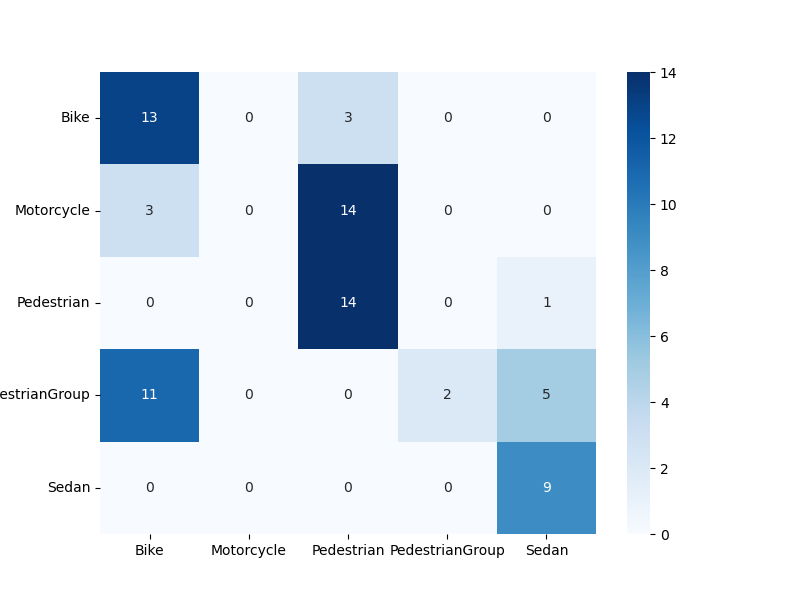 Bike 13 0 3 0 0
Motorcycle 3 0 14 0 0
Pedestrian 0 0 14 0 1
estrianGroup 11 0 0 2 5
Sedan 0 0 0 0 9
Bike Motorcycle Pedestrian PedestrianGroup Sedan
14
12
10
8
6
4
2
0